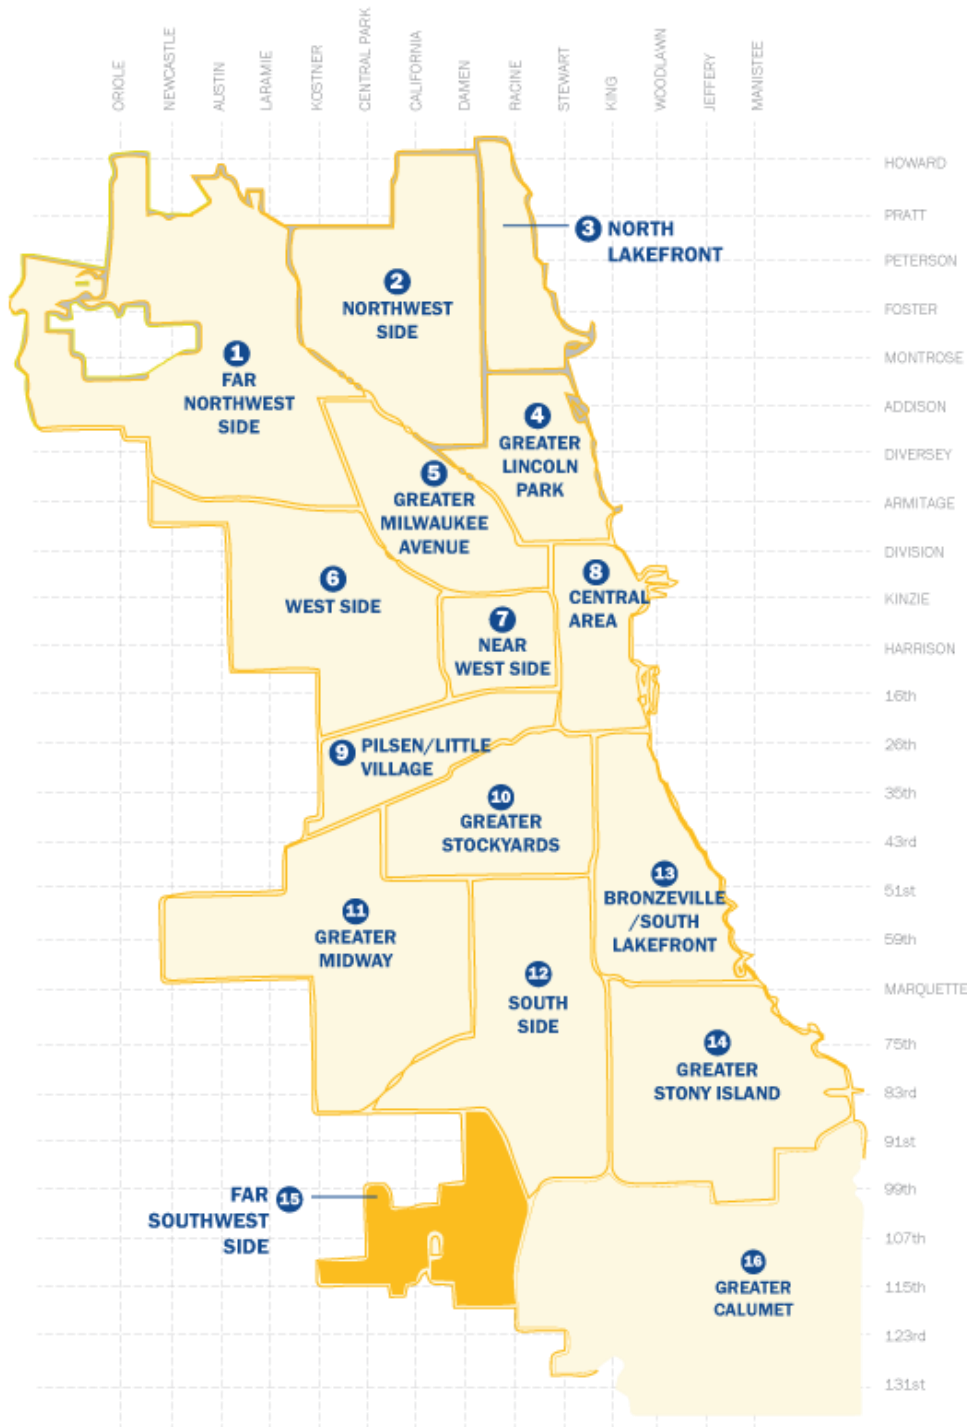 ORIOLE
NEWCASTLE
AUSTIN
LARAMIE
KOSTNER
CENTRAL PARK
CALIFORNIA
DAMEN
RACINE
STEWART
KING
WOODLAWN
JEFFERY
MANISTEE
HOWARD
PRATT
PETERSON
FOSTER
MONTROSE
ADDISON
DIVERSEY
ARMITAGE
DIVISION
KINZIE
HARRISON
16th
26th
35th
43rd
51st
59th
MARQUETTE
75th
83rd
91st
99th
107th
115th
123rd
131st
1
FAR
NORTHWEST
SIDE
2
NORTHWEST
SIDE
3 NORTH
LAKEFRONT
4
GREATER
LINCOLN
PARK
5
GREATER
MILWAUKEE
AVENUE
6
WEST SIDE
7
NEAR
WEST SIDE
8
CENTRAL
AREA
9 PILSEN/LITTLE
VILLAGE
10
GREATER
STOCKYARDS
11
GREATER
MIDWAY
12
SOUTH
SIDE
13
BRONZEVILLE
/SOUTH
LAKEFRONT
14
GREATER
STONY ISLAND
FAR 15
SOUTHWEST
SIDE
16
GREATER
CALUMET